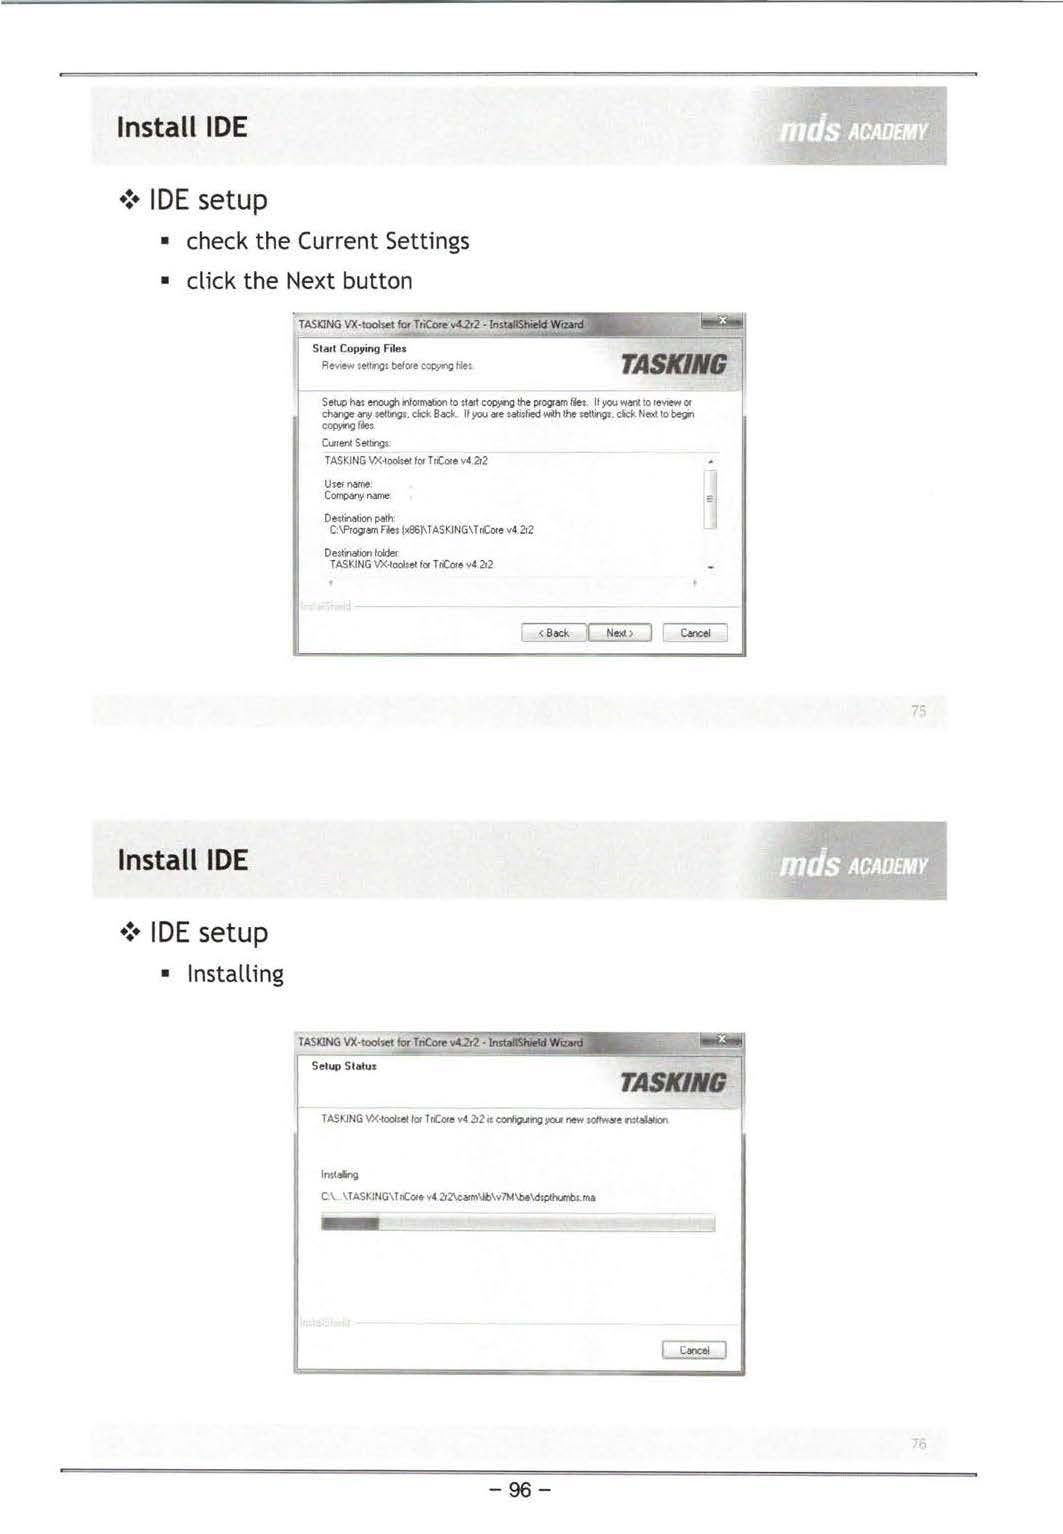 Install IDE
mds ACADEMY
IDE setup
check the Current Settings
click the Next button
TASKING VX-toolset for TriCore v4.2r2 - InstallShield Wizard
Start Copying Files
Review settings before copying files.
TASKING
Setup has enough information to start copying the program files. If you want to review or
change any settings, click Back. If you are satisfied with the settings, click Next to begin
copying files.
Current Settings:
TASKING VX-toolset for TriCore v4.2r2
User name:
Company name:
Destination path:
C:\Program Files (x86)\TASKING\TriCore v4.2r2
Destination folder:
TASKING VX-toolset for TriCore v4.2r2
InstallShield
< Back
Next >
Cancel
75
Install IDE
mds ACADEMY
IDE setup
Installing
TASKING VX-toolset for TriCore v4.2r2 - InstallShield Wizard
Setup Status
TASKING
TASKING VX-toolset for TriCore v4.2r2 is configuring your new software installation.
Installing
C:\...\TASKING\TriCore v4.2r2\carm\lib\v7M\be\dspthumbs.ma
InstallShield
Cancel
76
- 96 -